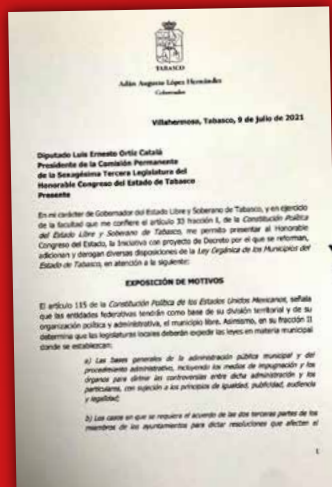 TABASCO
Adán Augusto López Hernández
Gobernador
Villahermosa, Tabasco, 9 de julio de 2021
Diputado Luis Ernesto Ortiz Catalá
Presidente de la Comisión Permanente
de la Sexagésima Tercera Legislatura del
Honorable Congreso del Estado de Tabasco
Presente
En mi carácter de Gobernador del Estado Libre y Soberano de Tabasco, y en ejercicio
de la facultad que me confiere el artículo 33 fracción I, de la Constitución Política
del Estado Libre y Soberano de Tabasco, me permito presentar al Honorable
Congreso del Estado, la Iniciativa con proyecto de Decreto por el que se reforman,
adicionan y derogan diversas disposiciones de la Ley Orgánica de los Municipios del
Estado de Tabasco, en atención a la siguiente:
EXPOSICIÓN DE MOTIVOS
El artículo 115 de la Constitución Política de los Estados Unidos Mexicanos, señala
que las entidades federativas tendrán como base de su división territorial y de su
organización política y administrativa, el municipio libre. Asimismo, en su fracción II
determina que las legislaturas locales deberán expedir las leyes en materia municipal
donde se establezcan:
a) Las bases generales de la administración pública municipal y del
procedimiento administrativo, incluyendo los medios de impugnación y los
órganos para dirimir las controversias entre dicha administración y los
particulares, con sujeción a los principios de igualdad, publicidad, audiencia
y legalidad;
b) Los casos en que se requiera el acuerdo de las dos terceras partes de los
miembros de los ayuntamientos para dictar resoluciones que afecten el
1